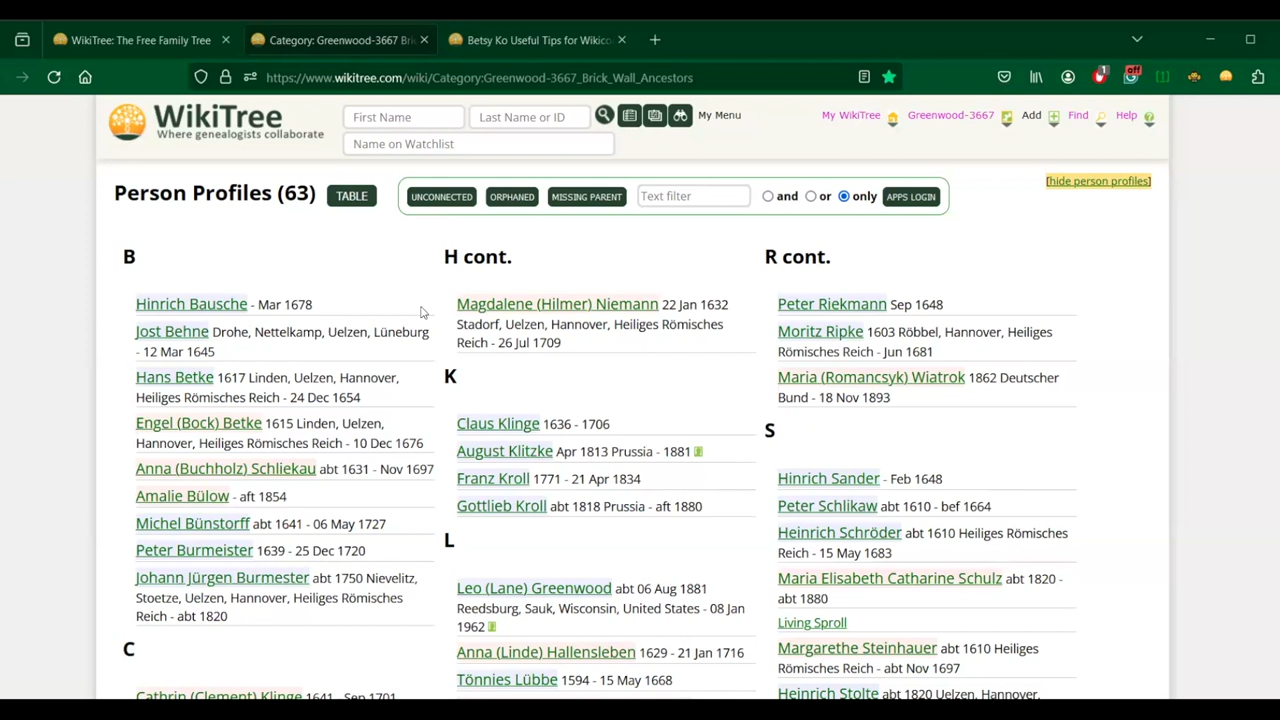 WikiTree: The Free Family Tree
Category: Greenwood-3667 Bri
Betsy Ko Useful Tips for Wikico
https://www.wikitree.com/wiki/Category:Greenwood-3667_Brick_Wall_Ancestors
1
off
WikiTree
Where genealogists collaborate
First Name
Last Name or ID
My Menu
My WikiTree
Greenwood-3667
Add
Find
Help
Name on Watchlist
Person Profiles (63)
TABLE
UNCONNECTED
ORPHANED
MISSING PARENT
Text filter
and
or
only
APPS LOGIN
[hide person profiles]
B
Hinrich Bausche - Mar 1678
Jost Behne Drohe, Nettelkamp, Uelzen, Lüneburg
- 12 Mar 1645
Hans Betke 1617 Linden, Uelzen, Hannover,
Heiliges Römisches Reich - 24 Dec 1654
Engel (Bock) Betke 1615 Linden, Uelzen,
Hannover, Heiliges Römisches Reich - 10 Dec 1676
Anna (Buchholz) Schliekau abt 1631 - Nov 1697
Amalie Bülow - aft 1854
Michel Bünstorff abt 1641 - 06 May 1727
Peter Burmeister 1639 - 25 Dec 1720
Johann Jürgen Burmester abt 1750 Nievelitz,
Stoetze, Uelzen, Hannover, Heiliges Römisches
Reich - abt 1820
C
Cathrin (Clement) Klinge 1641 - Sep 1701
H cont.
Magdalene (Hilmer) Niemann 22 Jan 1632
Stadorf, Uelzen, Hannover, Heiliges Römisches
Reich - 26 Jul 1709
K
Claus Klinge 1636 - 1706
August Klitzke Apr 1813 Prussia - 1881
Franz Kroll 1771 - 21 Apr 1834
Gottlieb Kroll abt 1818 Prussia - aft 1880
L
Leo (Lane) Greenwood abt 06 Aug 1881
Reedsburg, Sauk, Wisconsin, United States - 08 Jan
1962
Anna (Linde) Hallensleben 1629 - 21 Jan 1716
Tönnies Lübbe 1594 - 15 May 1668
R cont.
Peter Riekmann Sep 1648
Moritz Ripke 1603 Röbbel, Hannover, Heiliges
Römisches Reich - Jun 1681
Maria (Romancsyk) Wiatrok 1862 Deutscher
Bund - 18 Nov 1893
S
Hinrich Sander - Feb 1648
Peter Schlikaw abt 1610 - bef 1664
Heinrich Schröder abt 1610 Heiliges Römisches
Reich - 15 May 1683
Maria Elisabeth Catharine Schulz abt 1820 -
abt 1880
Living Sproll
Margarethe Steinhauer abt 1610 Heiliges
Römisches Reich - abt Nov 1697
Heinrich Stolte abt 1820 Uelzen, Hannover,